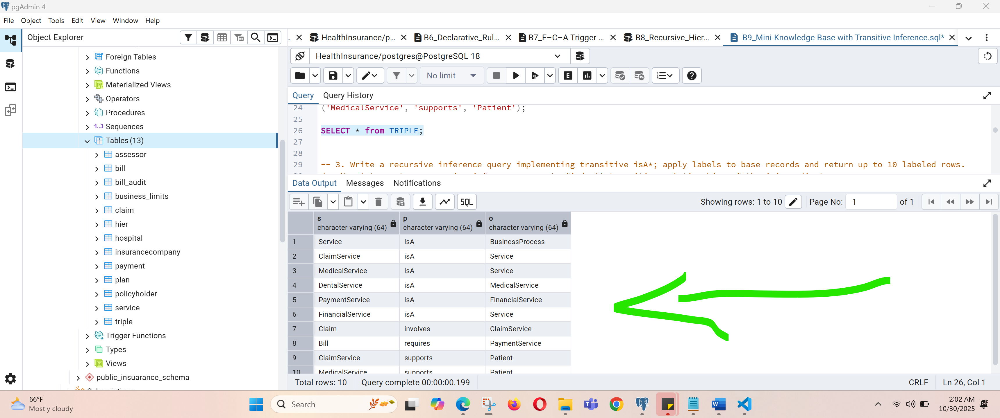 pgAdmin 4
File Object Tools Edit View Window Help
Object Explorer
.. HealthInsurance/p... B6_Declarative_Rul... B7_E–C–A Trigger ... B8_Recursive_Hier... B9_Mini-Knowledge Base with Transitive Inference.sql*
Foreign Tables
Functions
Materialized Views
Operators
Procedures
1..3 Sequences
Tables (13)
assessor
bill
bill_audit
business_limits
claim
hier
hospital
insurancecompany
payment
plan
policyholder
service
triple
Trigger Functions
Types
Views
public_insuarance_schema
Subscriptions
HealthInsurance/postgres@PostgreSQL 18
No limit
E
Query Query History
24 ('MedicalService', 'supports', 'Patient');
25
26 SELECT * from TRIPLE;
27
28
29 -- 3. Write a recursive inference query implementing transitive isA*; apply labels to base records and return up to 10 labeled rows.
Data Output Messages Notifications
SQL
Showing rows: 1 to 10 Page No: 1 of 1
s character varying (64) p character varying (64) o character varying (64)
1 Service isA BusinessProcess
2 ClaimService isA Service
3 MedicalService isA Service
4 DentalService isA MedicalService
5 PaymentService isA FinancialService
6 FinancialService isA Service
7 Claim involves ClaimService
8 Bill requires PaymentService
9 ClaimService supports Patient
10 MedicalService supports Patient
Total rows: 10 Query complete 00:00:00.199 CRLF Ln 26, Col 1
66°F
Mostly cloudy
Search
2:02 AM
10/30/2025